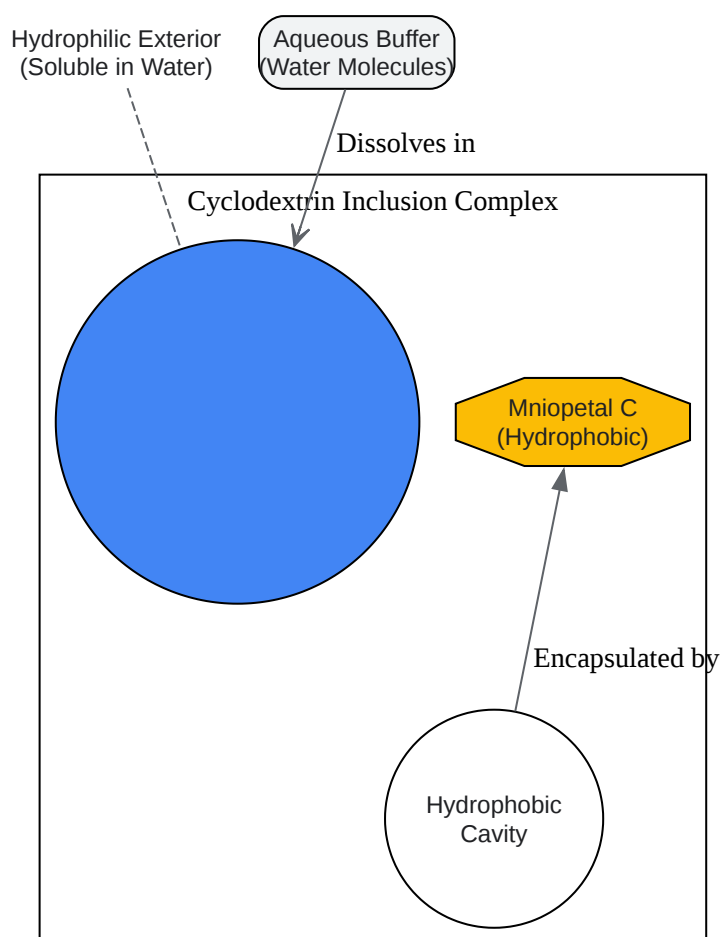 Hydrophilic Exterior
(Soluble in Water)
Aqueous Buffer
(Water Molecules)
Dissolves in
Cyclodextrin Inclusion Complex
Mniopetal C
(Hydrophobic)
Encapsulated by
Hydrophobic
Cavity